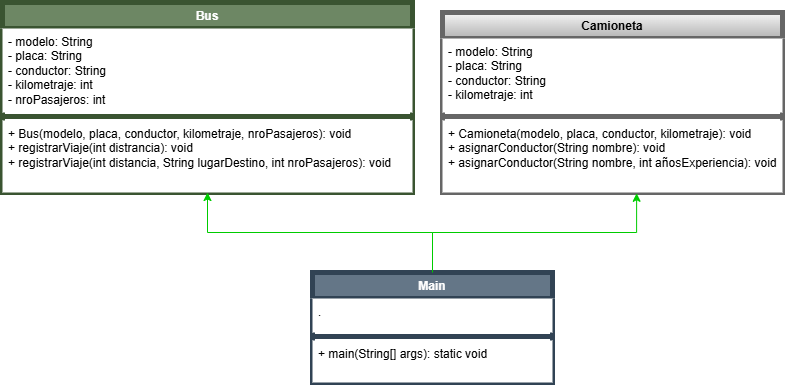 Bus
- modelo: String
- placa: String
- conductor: String
- kilometraje: int
- nroPasajeros: int
+ Bus(modelo, placa, conductor, kilometraje, nroPasajeros): void
+ registrarViaje(int distrancia): void
+ registrarViaje(int distancia, String lugarDestino, int nroPasajeros): void
Camioneta
- modelo: String
- placa: String
- conductor: String
- kilometraje: int
+ Camioneta(modelo, placa, conductor, kilometraje): void
+ asignarConductor(String nombre): void
+ asignarConductor(String nombre, int añosExperiencia): void
Main
.
+ main(String[] args): static void